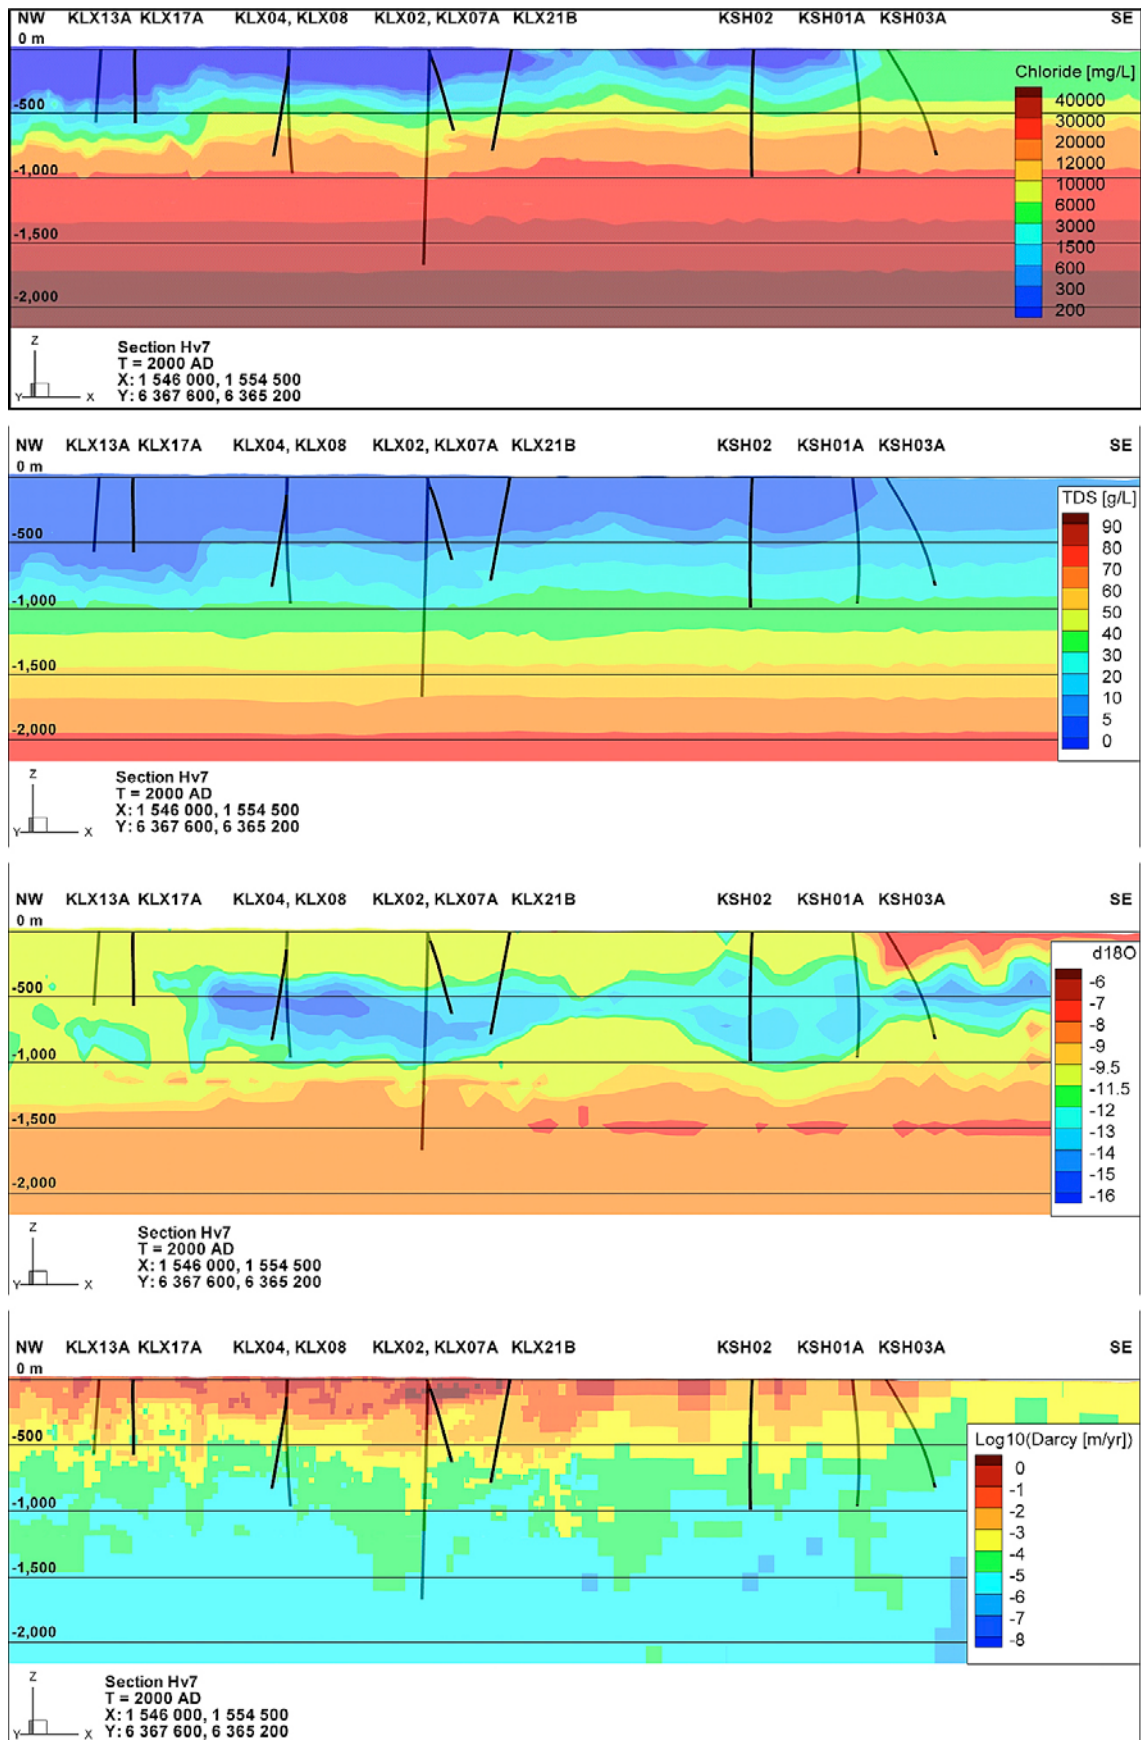 NW KLX13A KLX17A KLX04, KLX08 KLX02, KLX07A KLX21B KSH02 KSH01A KSH03A SE
0 m
Chloride [mg/L]
40000
-500
30000
20000
12000
-1,000
10000
6000
3000
-1,500
1500
600
300
-2,000
200
Z
Y X
Section Hv7
T = 2000 AD
X: 1 546 000, 1 554 500
Y: 6 367 600, 6 365 200
NW KLX13A KLX17A KLX04, KLX08 KLX02, KLX07A KLX21B KSH02 KSH01A KSH03A SE
0 m
TDS [g/L]
90
-500
80
70
60
-1,000
50
40
30
-1,500
20
10
5
-2,000
0
Z
Y X
Section Hv7
T = 2000 AD
X: 1 546 000, 1 554 500
Y: 6 367 600, 6 365 200
NW KLX13A KLX17A KLX04, KLX08 KLX02, KLX07A KLX21B KSH02 KSH01A KSH03A SE
0 m
d18O
-6
-500
-7
-8
-9
-1,000
-9.5
-11.5
-12
-1,500
-13
-14
-15
-2,000
-16
Z
Y X
Section Hv7
T = 2000 AD
X: 1 546 000, 1 554 500
Y: 6 367 600, 6 365 200
NW KLX13A KLX17A KLX04, KLX08 KLX02, KLX07A KLX21B KSH02 KSH01A KSH03A SE
0 m
-500
Log10(Darcy [m/yr])
0
-1
-1,000
-2
-3
-4
-1,500
-5
-6
-7
-2,000
-8
Z
Y X
Section Hv7
T = 2000 AD
X: 1 546 000, 1 554 500
Y: 6 367 600, 6 365 200